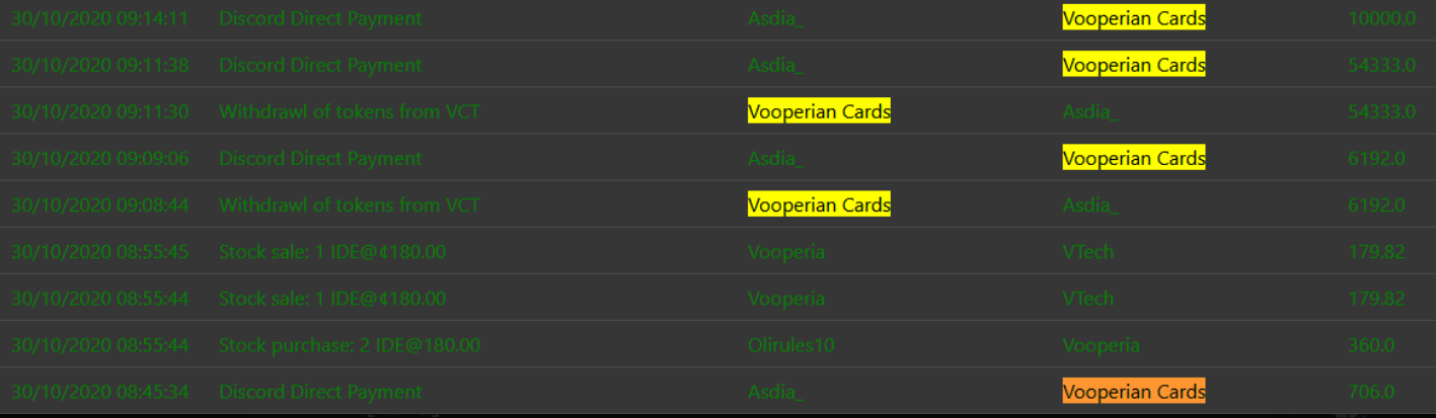 30/10/2020 09:14:11 Discord Direct Payment Asdia_ Vooperian Cards 10000.0
30/10/2020 09:11:38 Discord Direct Payment Asdia_ Vooperian Cards 54333.0
30/10/2020 09:11:30 Withdrawl of tokens from VCT Vooperian Cards Asdia_ 54333.0
30/10/2020 09:09:06 Discord Direct Payment Asdia_ Vooperian Cards 6192.0
30/10/2020 09:08:44 Withdrawl of tokens from VCT Vooperian Cards Asdia_ 6192.0
30/10/2020 08:55:45 Stock sale: 1 IDE@¢180.00 Vooperia VTech 179.82
30/10/2020 08:55:44 Stock sale: 1 IDE@¢180.00 Vooperia VTech 179.82
30/10/2020 08:55:44 Stock purchase: 2 IDE@180.00 Olirules10 Vooperia 360.0
30/10/2020 08:45:34 Discord Direct Payment Asdia_ Vooperian Cards 706.0